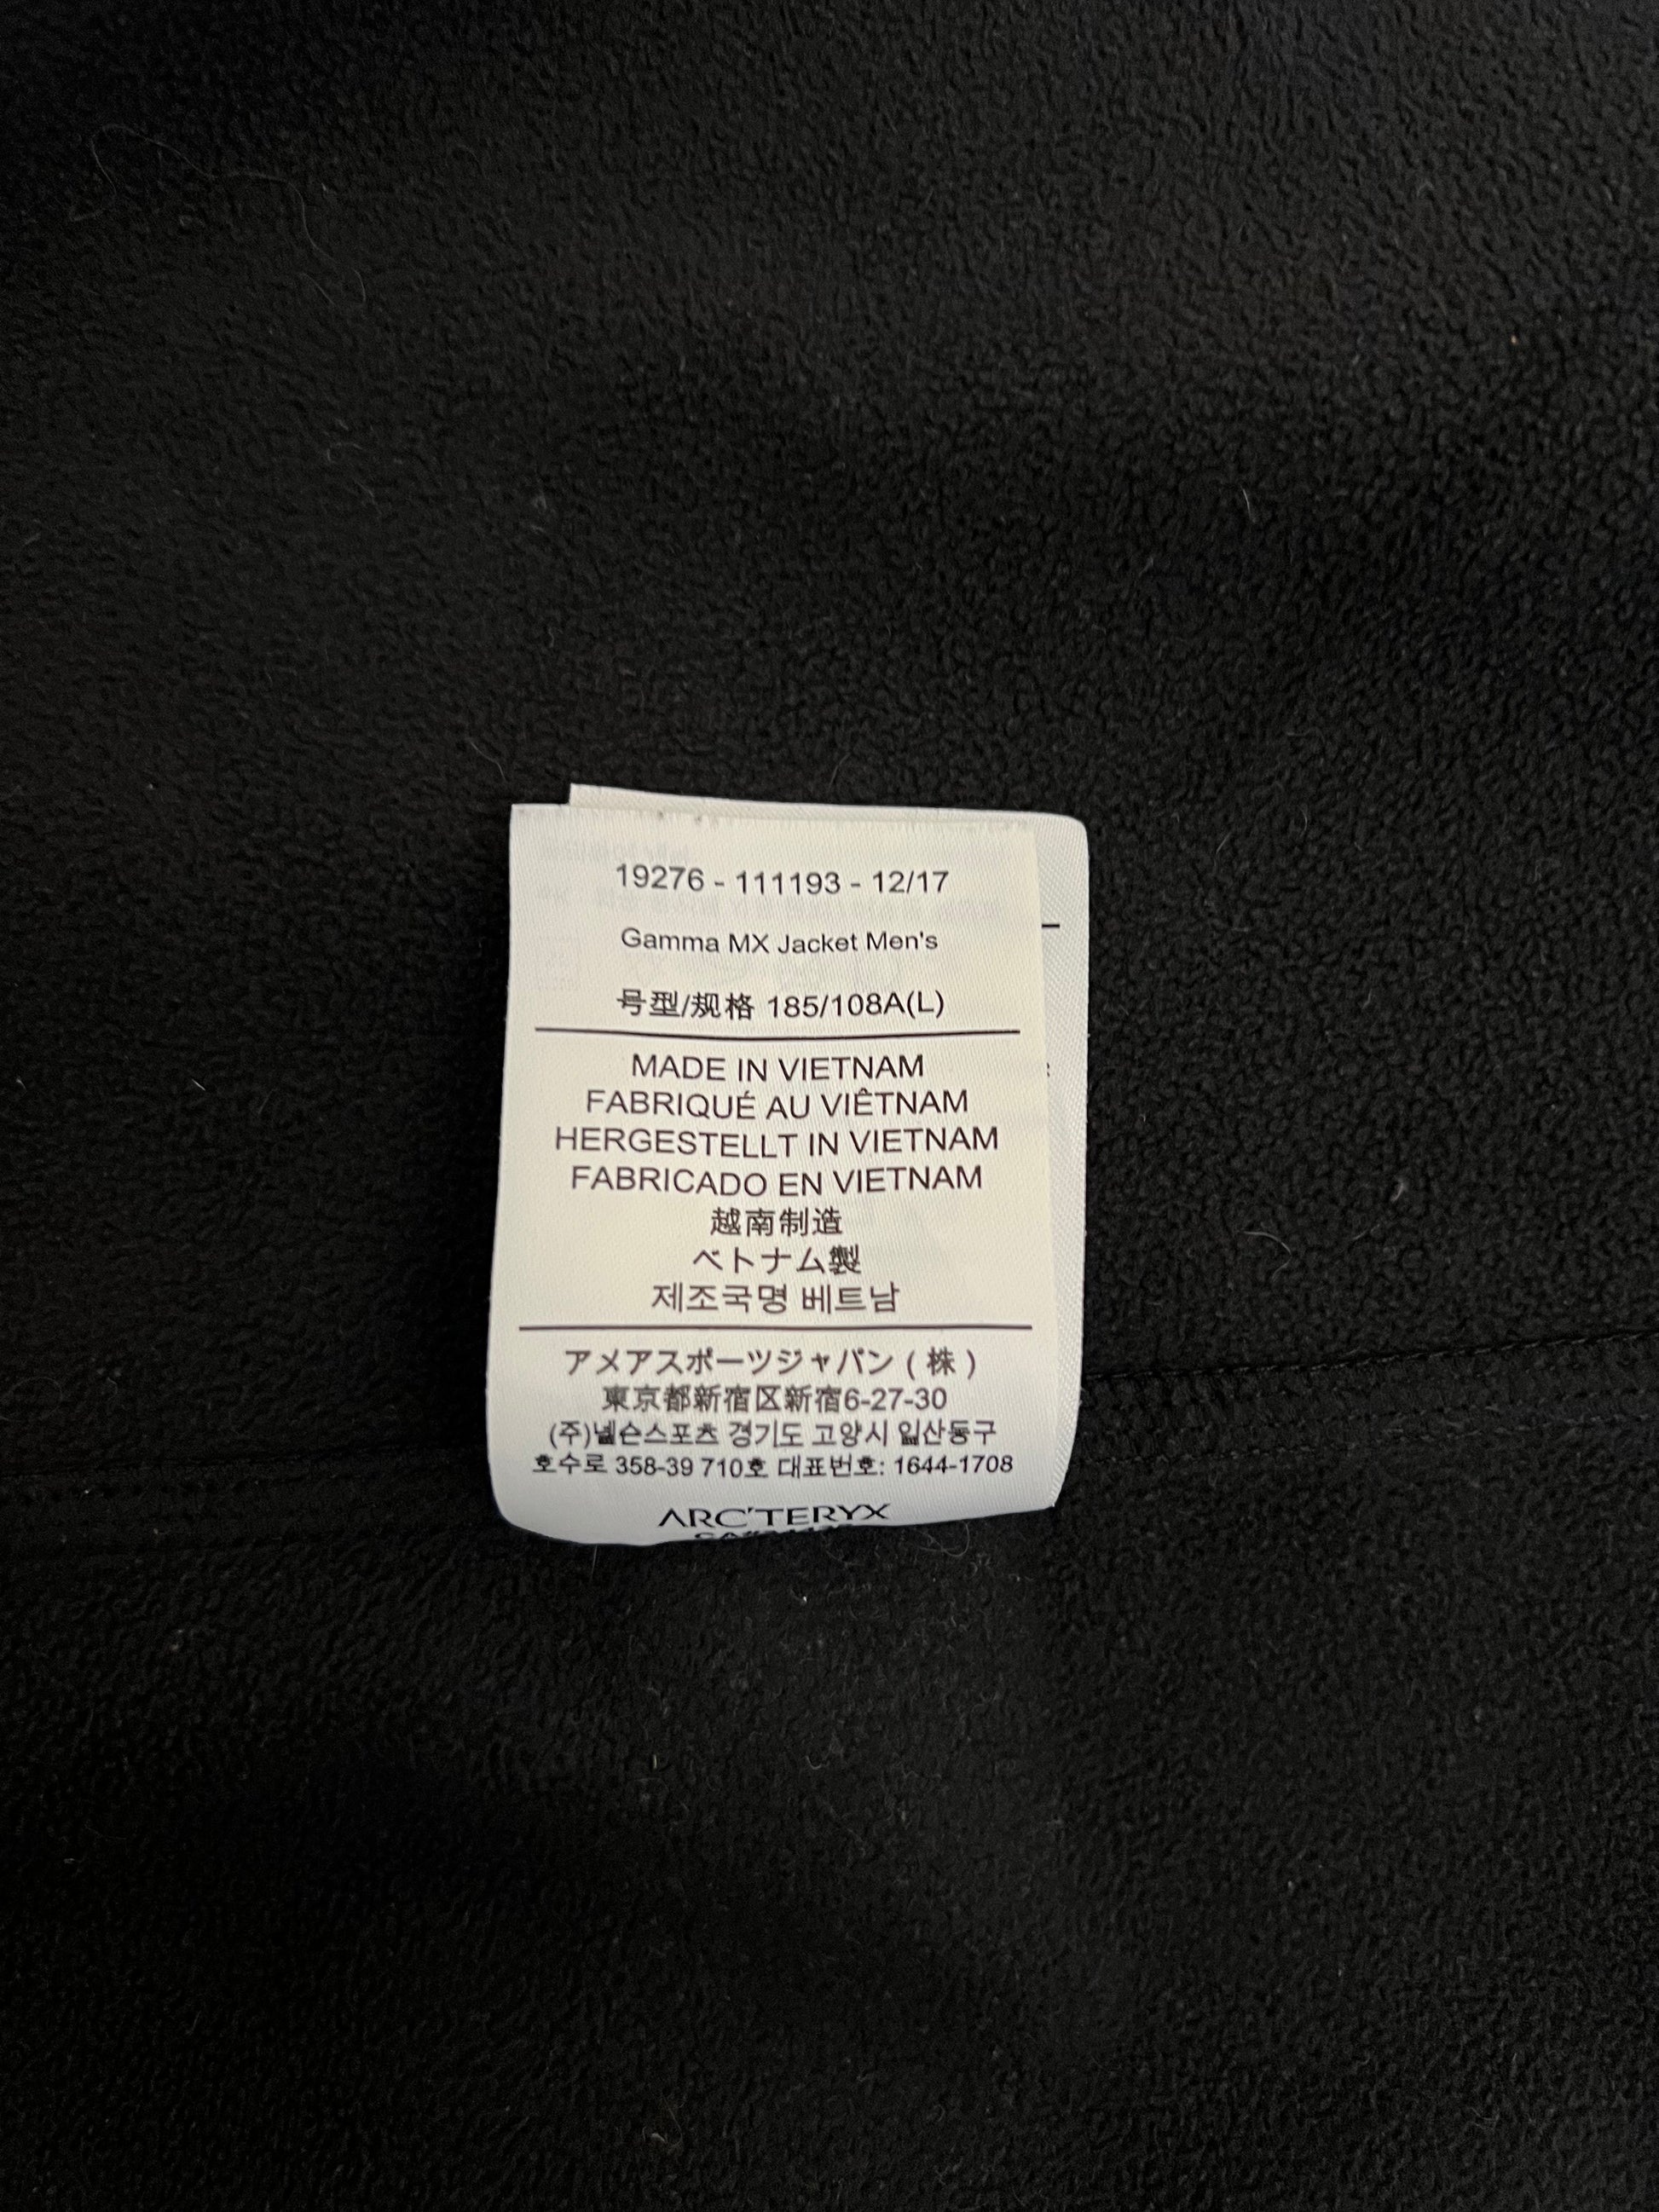 19276 - 111193 - 12/17
Gamma MX Jacket Men's
号型/规格 185/108A(L)
MADE IN VIETNAM
FABRIQUÉ AU VIÊTNAM
HERGESTELLT IN VIETNAM
FABRICADO EN VIETNAM
越南制造
ベトナム製
제조국명 베트남
アメアスポーツジャパン ( 株 )
東京都新宿区新宿6-27-30
(주)넬슨스포츠 경기도 고양시 일산동구
호수로 358-39 710호 대표번호: 1644-1708
ARC'TERYX